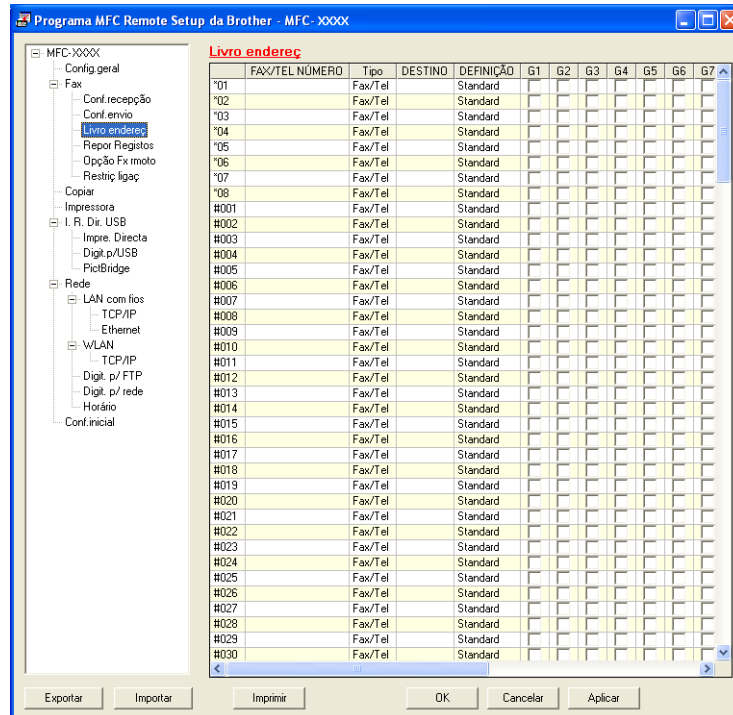 Programa MFC Remote Setup da Brother - MFC- XXXX
MFC-XXXX
Config.geral
Fax
Conf.recepção
Conf.envio
Livro endereç
Repor Registos
Opção Fx rmoto
Restriç ligaç
Copiar
Impressora
I. R. Dir. USB
Impre. Directa
Digit.p/USB
PictBridge
Rede
LAN com fios
TCP/IP
Ethernet
WLAN
TCP/IP
Digit. p/ FTP
Digit. p/ rede
Horário
Conf.inicial
Livro endereç
FAX/TEL NÚMERO Tipo DESTINO DEFINIÇÃO G1 G2 G3 G4 G5 G6 G7
*01 Fax/Tel Standard
*02 Fax/Tel Standard
*03 Fax/Tel Standard
*04 Fax/Tel Standard
*05 Fax/Tel Standard
*06 Fax/Tel Standard
*07 Fax/Tel Standard
*08 Fax/Tel Standard
#001 Fax/Tel Standard
#002 Fax/Tel Standard
#003 Fax/Tel Standard
#004 Fax/Tel Standard
#005 Fax/Tel Standard
#006 Fax/Tel Standard
#007 Fax/Tel Standard
#008 Fax/Tel Standard
#009 Fax/Tel Standard
#010 Fax/Tel Standard
#011 Fax/Tel Standard
#012 Fax/Tel Standard
#013 Fax/Tel Standard
#014 Fax/Tel Standard
#015 Fax/Tel Standard
#016 Fax/Tel Standard
#017 Fax/Tel Standard
#018 Fax/Tel Standard
#019 Fax/Tel Standard
#020 Fax/Tel Standard
#021 Fax/Tel Standard
#022 Fax/Tel Standard
#023 Fax/Tel Standard
#024 Fax/Tel Standard
#025 Fax/Tel Standard
#026 Fax/Tel Standard
#027 Fax/Tel Standard
#028 Fax/Tel Standard
#029 Fax/Tel Standard
#030 Fax/Tel Standard
Exportar Importar Imprimir OK Cancelar Aplicar